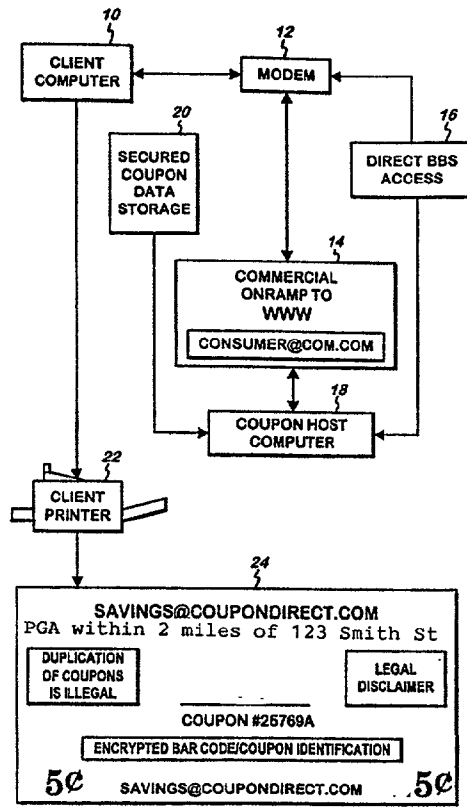 10
CLIENT
COMPUTER
12
MODEM
20
SECURED
COUPON
DATA
STORAGE
16
DIRECT BBS
ACCESS
14
COMMERCIAL
ONRAMP TO
WWW
CONSUMER@COM.COM
18
COUPON HOST
COMPUTER
22
CLIENT
PRINTER
24
SAVINGS@COUPONDIRECT.COM
PGA within 2 miles of 123 Smith St
DUPLICATION
OF COUPONS
IS ILLEGAL
LEGAL
DISCLAIMER
COUPON #25769A
ENCRYPTED BAR CODE/COUPON IDENTIFICATION
5¢ SAVINGS@COUPONDIRECT.COM 5¢